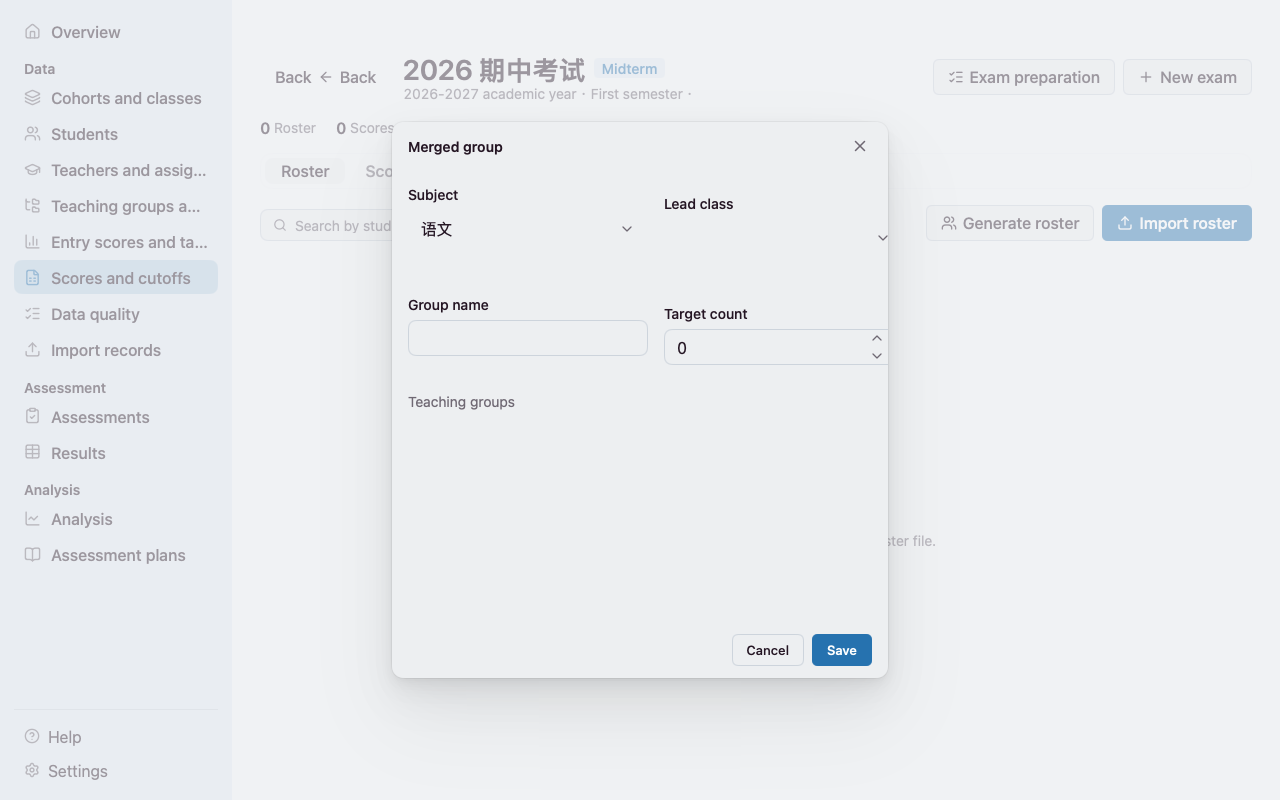 Overview
Data
Cohorts and classes
Students
Teachers and assig...
Teaching groups a...
Entry scores and ta...
Scores and cutoffs
Data quality
Import records
Assessment
Assessments
Results
Analysis
Analysis
Assessment plans
Help
Settings
Back ← Back
2026 期中考试 Midterm
2026-2027 academic year · First semester ·
Exam preparation
New exam
0 Roster 0 Scores
Roster
Sco
Search by stud
Generate roster
Import roster
Merged group
Subject
语文
Lead class
Group name
Target count
0
Teaching groups
ster file.
Cancel
Save